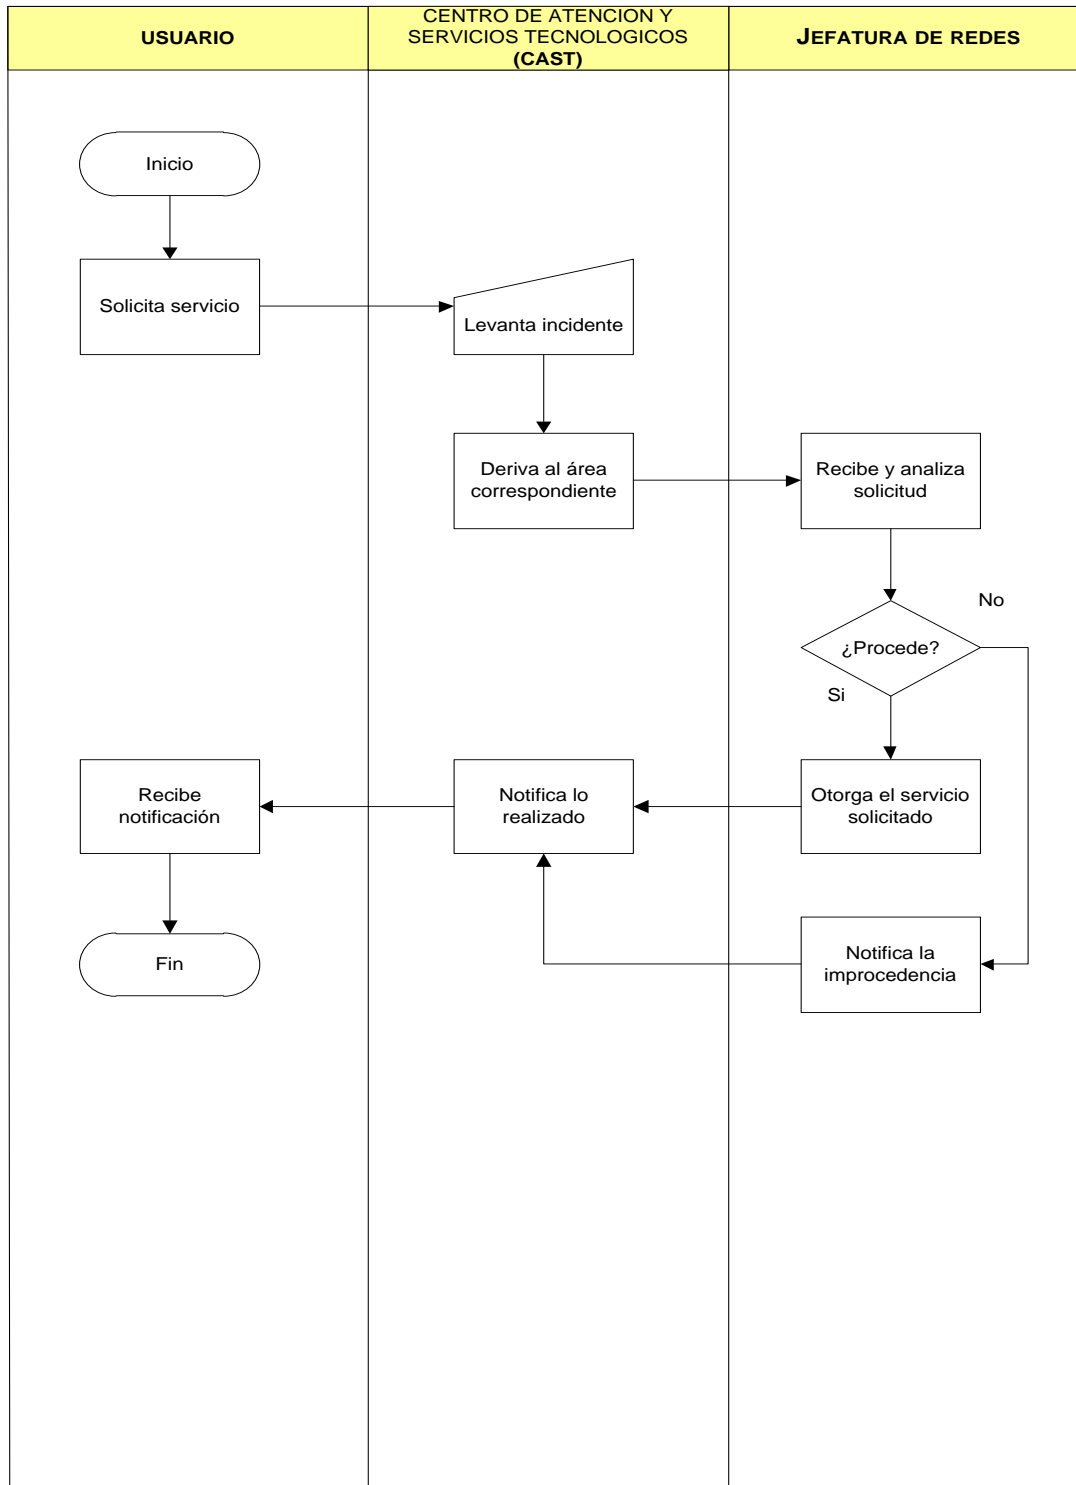 USUARIO
CENTRO DE ATENCION Y
SERVICIOS TECNOLOGICOS
(CAST)
JEFATURA DE REDES
Inicio
Solicita servicio
Levanta incidente
Deriva al área
correspondiente
Recibe y analiza
solicitud
No
¿Procede?
Si
Recibe
notificación
Notifica lo
realizado
Otorga el servicio
solicitado
Fin
Notifica la
improcedencia